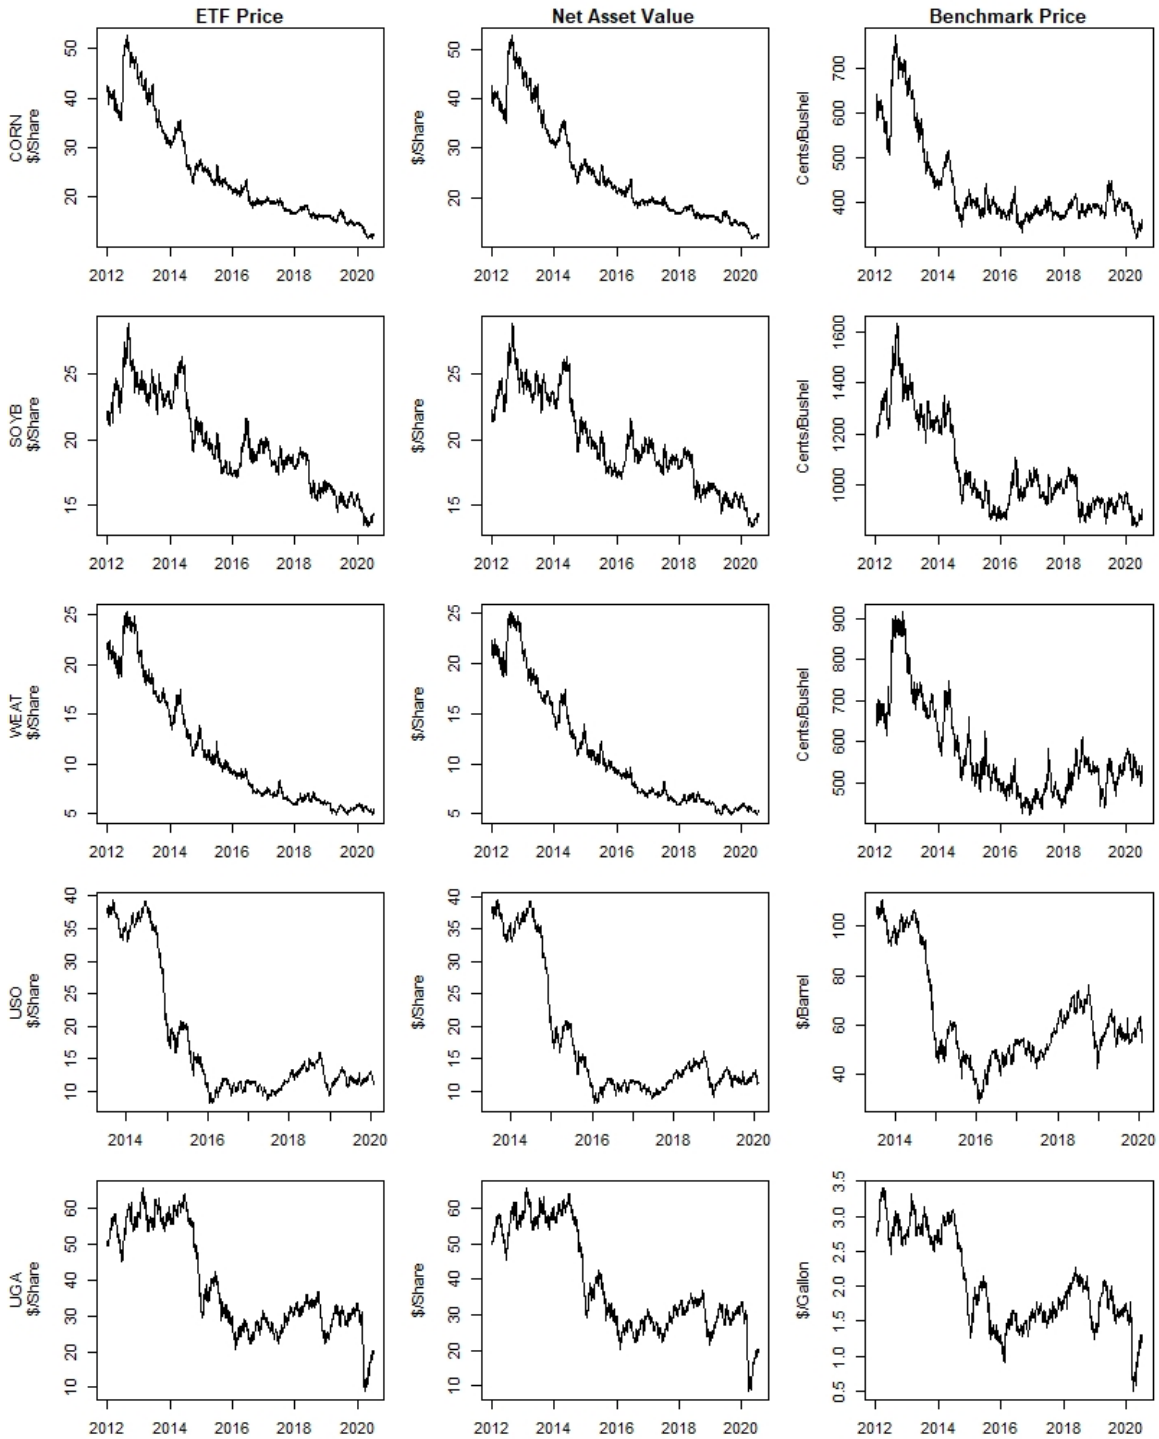 ETF Price Net Asset Value Benchmark Price
CORN
$/Share
50
40
30
20
2012 2014 2016 2018 2020
$/Share
50
40
30
20
2012 2014 2016 2018 2020
Cents/Bushel
700
600
500
400
2012 2014 2016 2018 2020
SOYB
$/Share
25
20
15
2012 2014 2016 2018 2020
$/Share
25
20
15
2012 2014 2016 2018 2020
Cents/Bushel
1600
1400
1200
1000
2012 2014 2016 2018 2020
WEAT
$/Share
25
20
15
10
5
2012 2014 2016 2018 2020
$/Share
25
20
15
10
5
2012 2014 2016 2018 2020
Cents/Bushel
900
800
700
600
500
2012 2014 2016 2018 2020
USO
$/Share
40
35
30
25
20
15
10
2014 2016 2018 2020
$/Share
40
35
30
25
20
15
10
2014 2016 2018 2020
$/Barrel
100
80
60
40
2014 2016 2018 2020
UGA
$/Share
60
50
40
30
20
10
2012 2014 2016 2018 2020
$/Share
60
50
40
30
20
10
2012 2014 2016 2018 2020
$/Gallon
3.5
3.0
2.5
2.0
1.5
1.0
0.5
2012 2014 2016 2018 2020